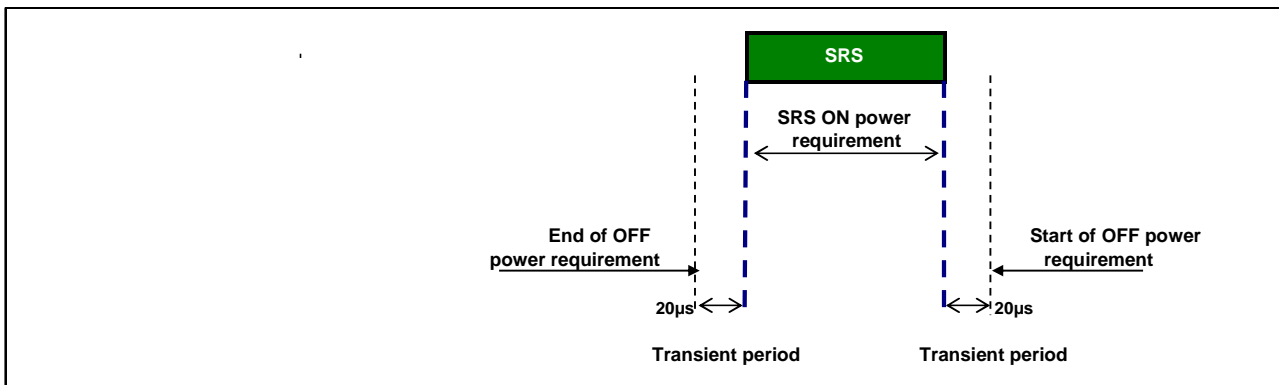 SRS
SRS ON power
requirement
End of OFF
power requirement
Start of OFF power
requirement
20µs
20µs
Transient period
Transient period